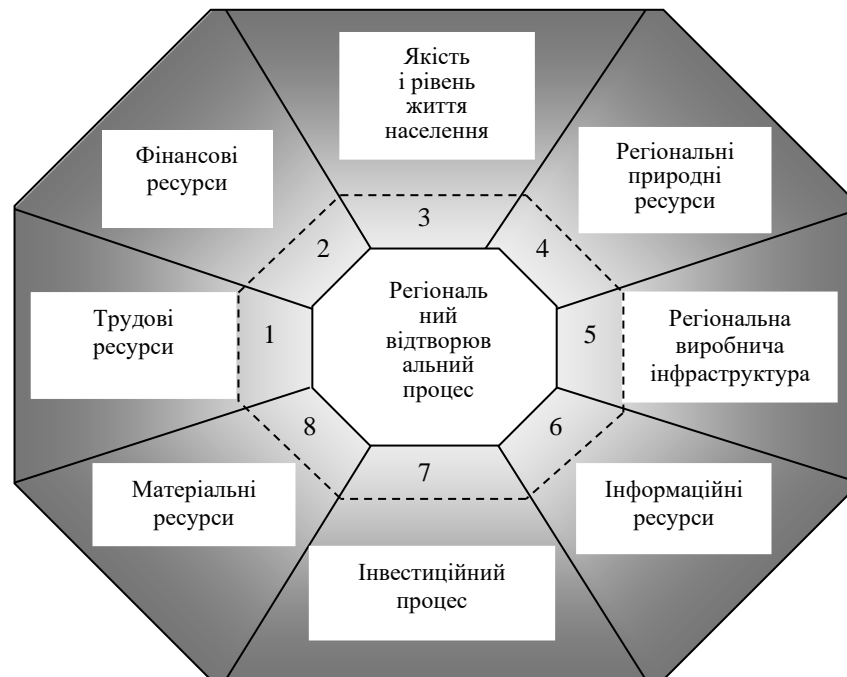 Якість
і рівень
життя
населення
Фінансові
ресурси
Регіональні
природні
ресурси
3
2
4
Трудові
ресурси
1
Регіональ
ний
відтворюв
альний
процес
5
Регіональна
виробнича
інфраструктура
8
6
7
Матеріальні
ресурси
Інформаційні
ресурси
Інвестиційний
процес